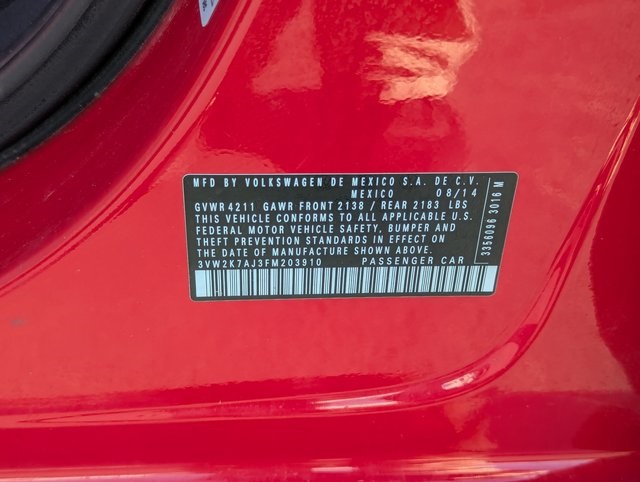 MFD BY VOLKSWAGEN DE MEXICO S.A. DE C.V.
MEXICO 08/14
GVWR 4211 GAWR FRONT 2138 / REAR 2183 LBS
THIS VEHICLE CONFORMS TO ALL APPLICABLE U.S.
FEDERAL MOTOR VEHICLE SAFETY, BUMPER AND
THEFT PREVENTION STANDARDS IN EFFECT ON
THE DATE OF MANUFACTURE SHOWN ABOVE.
3VW2K7AJ3FM203910 PASSENGER CAR
3356096 3016 M